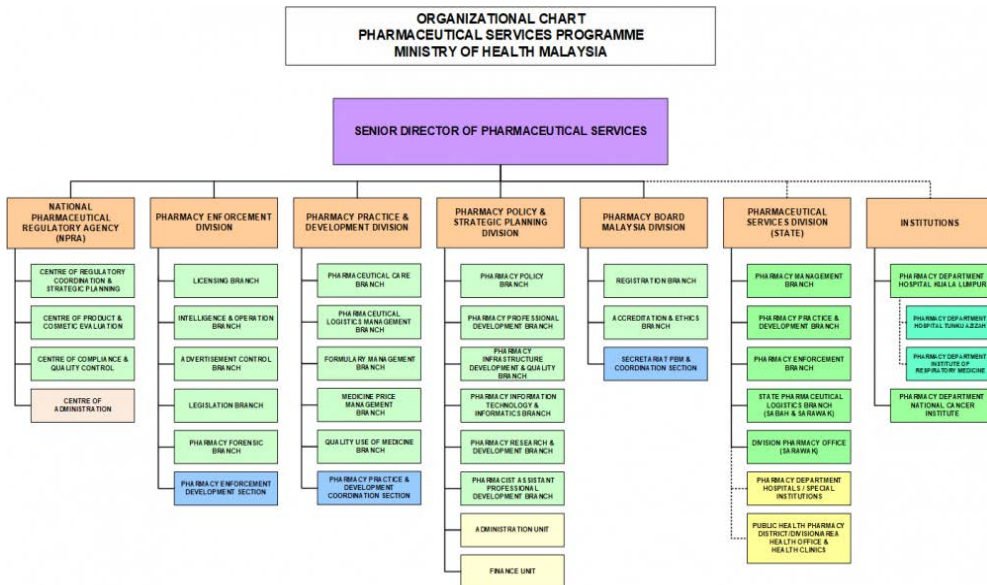 ORGANIZATIONAL CHART
PHARMACEUTICAL SERVICES PROGRAMME
MINISTRY OF HEALTH MALAYSIA
SENIOR DIRECTOR OF PHARMACEUTICAL SERVICES
NATIONAL
PHARMACEUTICAL
REGULATORY AGENCY
(NPRA)
CENTRE OF REGULATORY
COORDINATION &
STRATEGIC PLANNING
CENTRE OF PRODUCT &
COSMETIC EVALUATION
CENTRE OF COMPLIANCE &
QUALITY CONTROL
CENTRE OF
ADMINISTRATION
PHARMACY ENFORCEMENT
DIVISION
LICENSING BRANCH
INTELLIGENCE & OPERATION
BRANCH
ADVERTISEMENT CONTROL
BRANCH
LEGISLATION BRANCH
PHARMACY FORENSIC
BRANCH
PHARMACY ENFORCEMENT
DEVELOPMENT SECTION
PHARMACY PRACTICE &
DEVELOPMENT DIVISION
PHARMACEUTICAL CARE
BRANCH
PHARMACEUTICAL
LOGISTICS MANAGEMENT
BRANCH
FORMULARY MANAGEMENT
BRANCH
MEDICINE PRICE
MANAGEMENT
BRANCH
QUALITY USE OF MEDICINE
BRANCH
PHARMACY PRACTICE &
DEVELOPMENT
COORDINATION SECTION
PHARMACY POLICY &
STRATEGIC PLANNING
DIVISION
PHARMACY POLICY
BRANCH
PHARMACY PROFESSIONAL
DEVELOPMENT BRANCH
PHARMACY
INFRASTRUCTURE
DEVELOPMENT & QUALITY
BRANCH
PHARMACY INFORMATION
TECHNOLOGY &
INFORMATICS BRANCH
PHARMACY RESEARCH &
DEVELOPMENT BRANCH
PHARMACIST ASSISTANT
PROFESSIONAL
DEVELOPMENT BRANCH
ADMINISTRATION UNIT
FINANCE UNIT
PHARMACY BOARD
MALAYSIA DIVISION
REGISTRATION BRANCH
ACCREDITATION & ETHICS
BRANCH
SECRETARIAT PBM &
COORDINATION SECTION
PHARMACEUTICAL
SERVICES DIVISION
(STATE)
PHARMACY MANAGEMENT
BRANCH
PHARMACY PRACTICE &
DEVELOPMENT BRANCH
PHARMACY ENFORCEMENT
BRANCH
STATE PHARMACEUTICAL
LOGISTICS BRANCH
(SABAH & SARAWAK)
DIVISION PHARMACY OFFICE
(SARAWAK)
PHARMACY DEPARTMENT
HOSPITALS / SPECIAL
INSTITUTIONS
PUBLIC HEALTH PHARMACY
DISTRICT/DIVISION/AREA
HEALTH OFFICE &
HEALTH CLINICS
INSTITUTIONS
PHARMACY DEPARTMENT
HOSPITAL KUALA LUMPUR
PHARMACY DEPARTMENT
HOSPITAL TUNKU AZIZAH
PHARMACY DEPARTMENT
INSTITUTE OF
RESPIRATORY MEDICINE
PHARMACY DEPARTMENT
NATIONAL CANCER
INSTITUTE